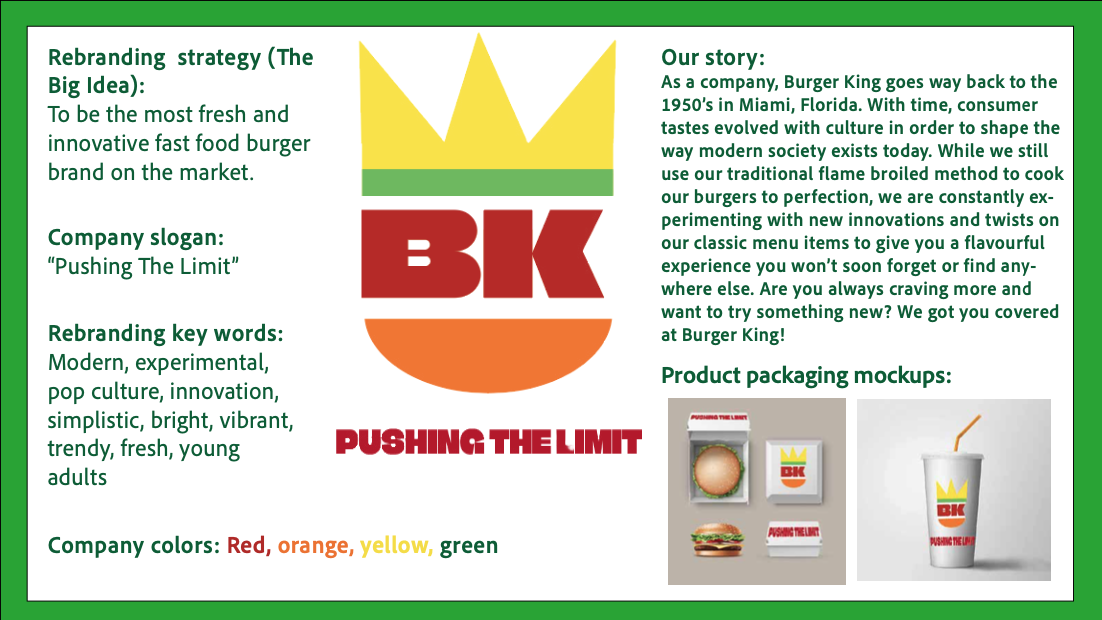 Rebranding strategy (The
Big Idea):
To be the most fresh and
innovative fast food burger
brand on the market.
Company slogan:
“Pushing The Limit”
Rebranding key words:
Modern, experimental,
pop culture, innovation,
simplistic, bright, vibrant,
trendy, fresh, young
adults
Company colors: Red, orange, yellow, green
BK
PUSHING THE LIMIT
Our story:
As a company, Burger King goes way back to the
1950’s in Miami, Florida. With time, consumer
tastes evolved with culture in order to shape the
way modern society exists today. While we still
use our traditional flame broiled method to cook
our burgers to perfection, we are constantly ex-
perimenting with new innovations and twists on
our classic menu items to give you a flavourful
experience you won’t soon forget or find any-
where else. Are you always craving more and
want to try something new? We got you covered
at Burger King!
Product packaging mockups:
PUSHING THE LIMIT
BK
PUSHING THE LIMIT
BK
PUSHING THE LIM